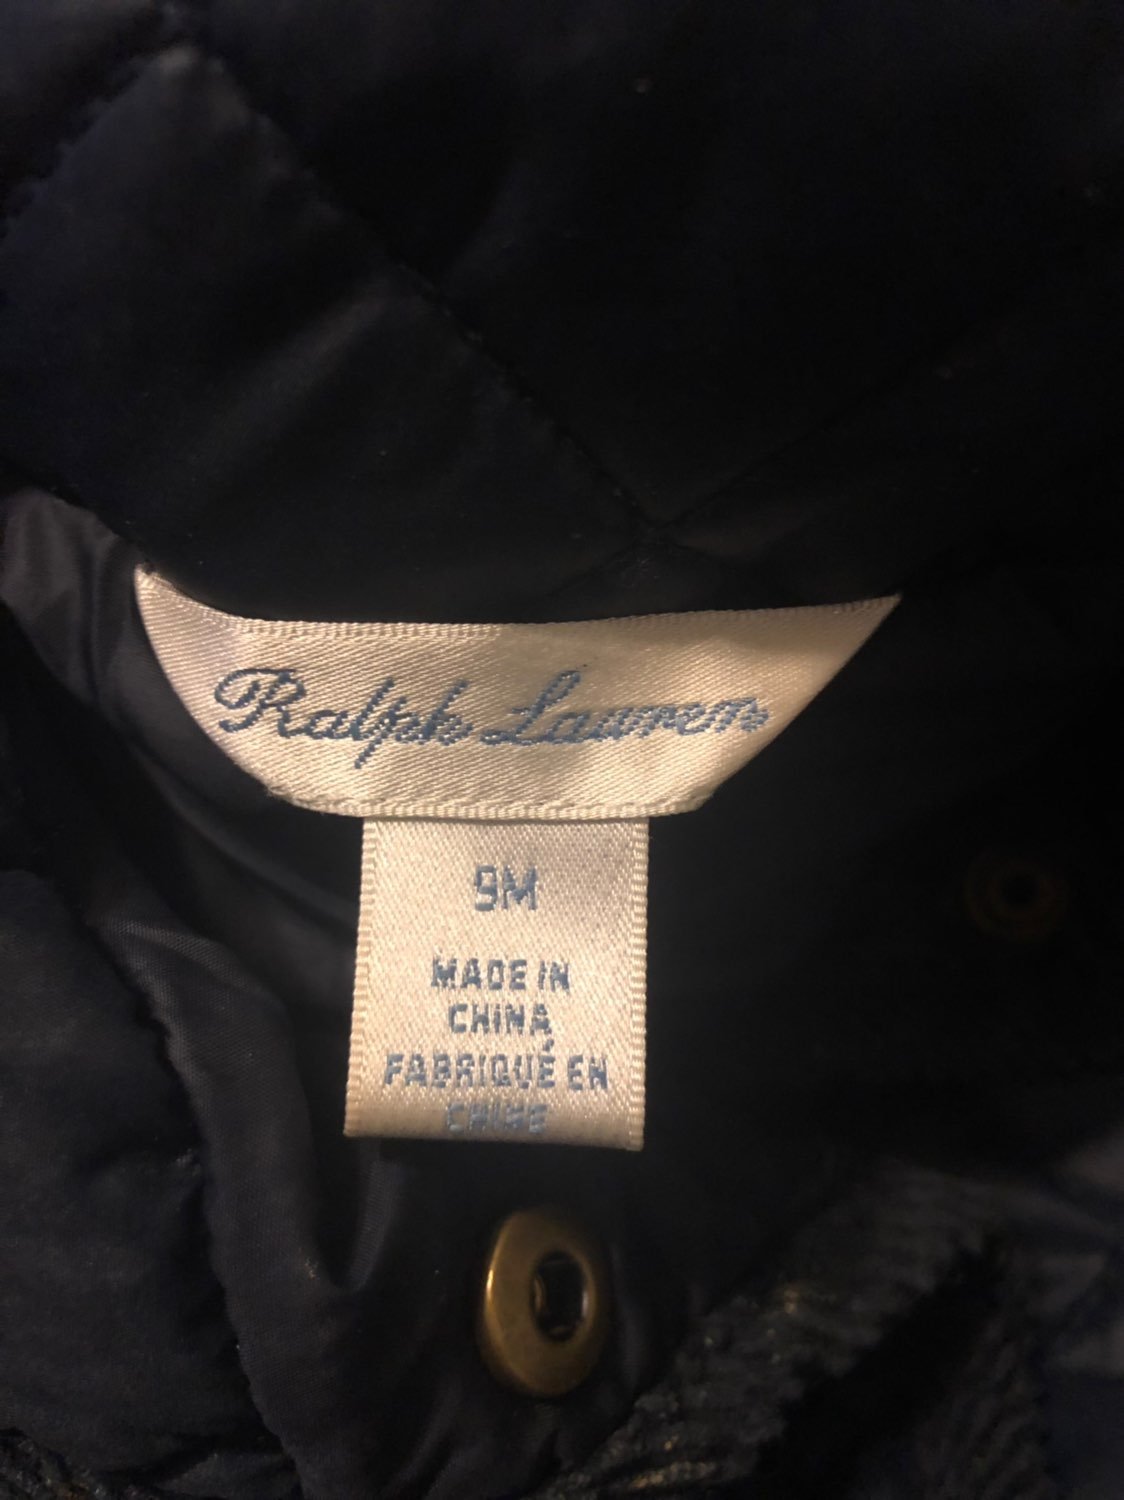 Ralph Lauren
9M
MADE IN
CHINA
FABRIQUÉ EN
CHINE